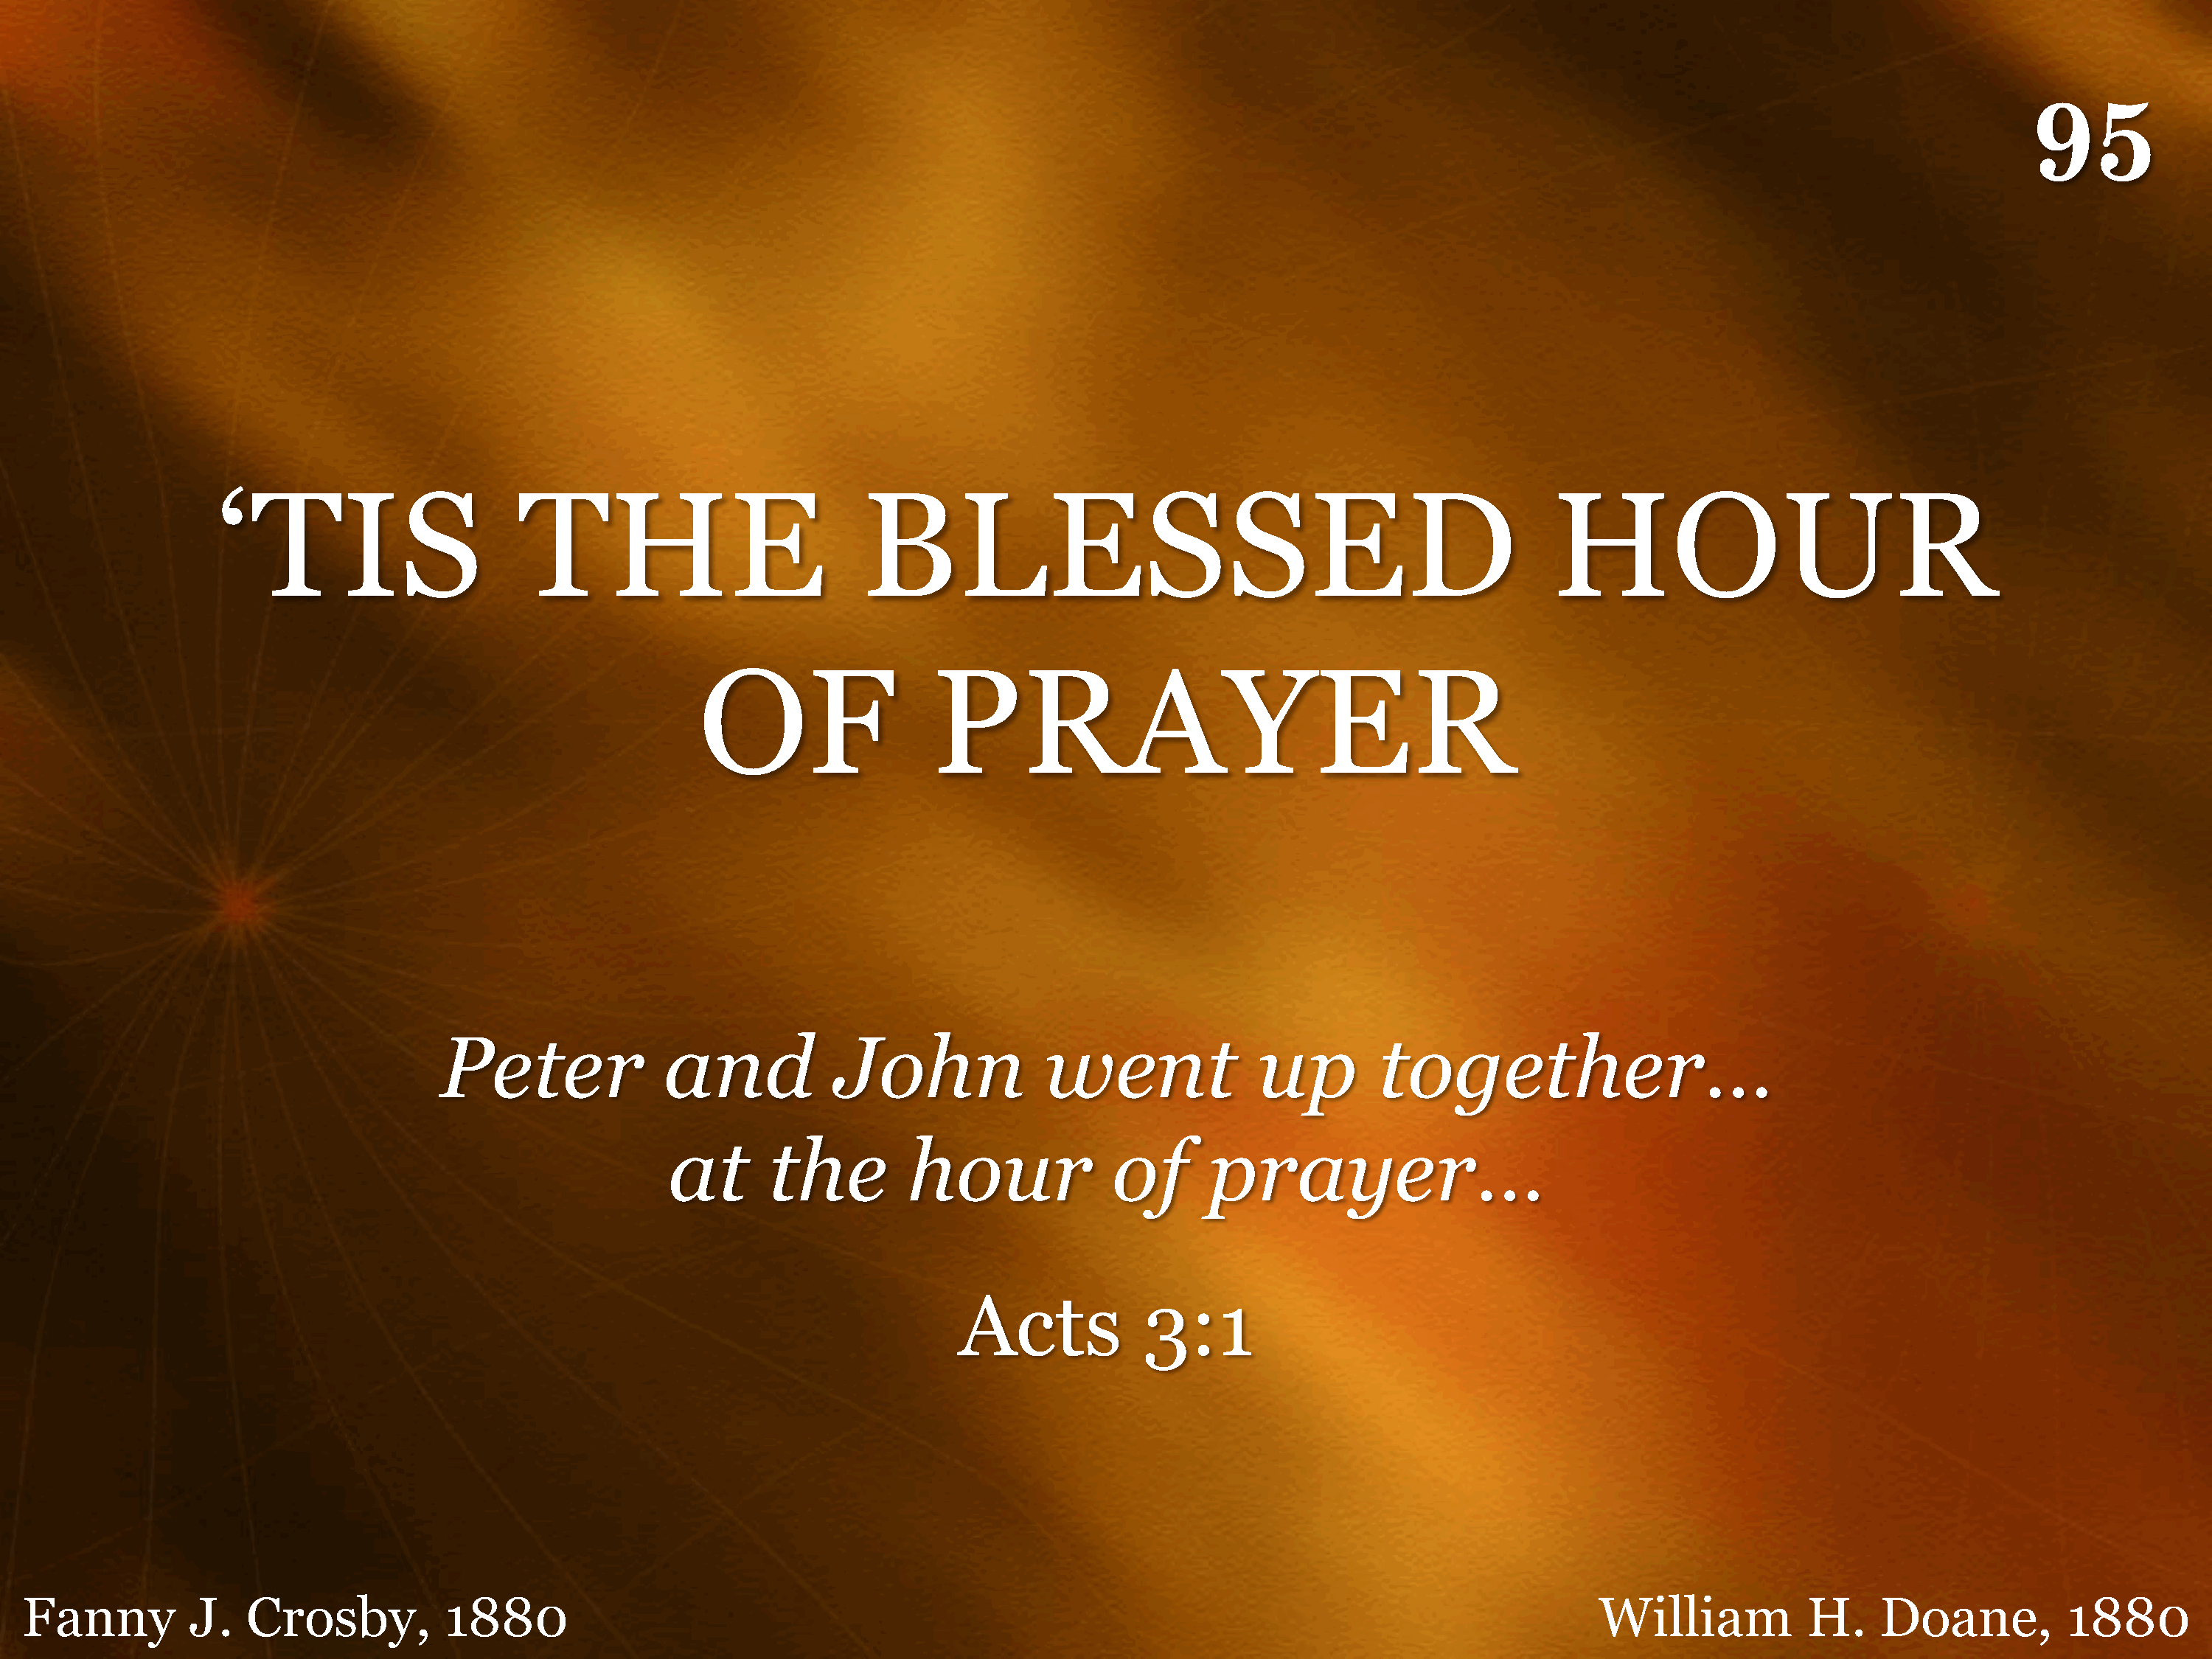 95
‘TIS THE BLESSED HOUR
OF PRAYER
Peter and John went up together…
at the hour of prayer…
Acts 3:1
Fanny J. Crosby, 1880
William H. Doane, 1880